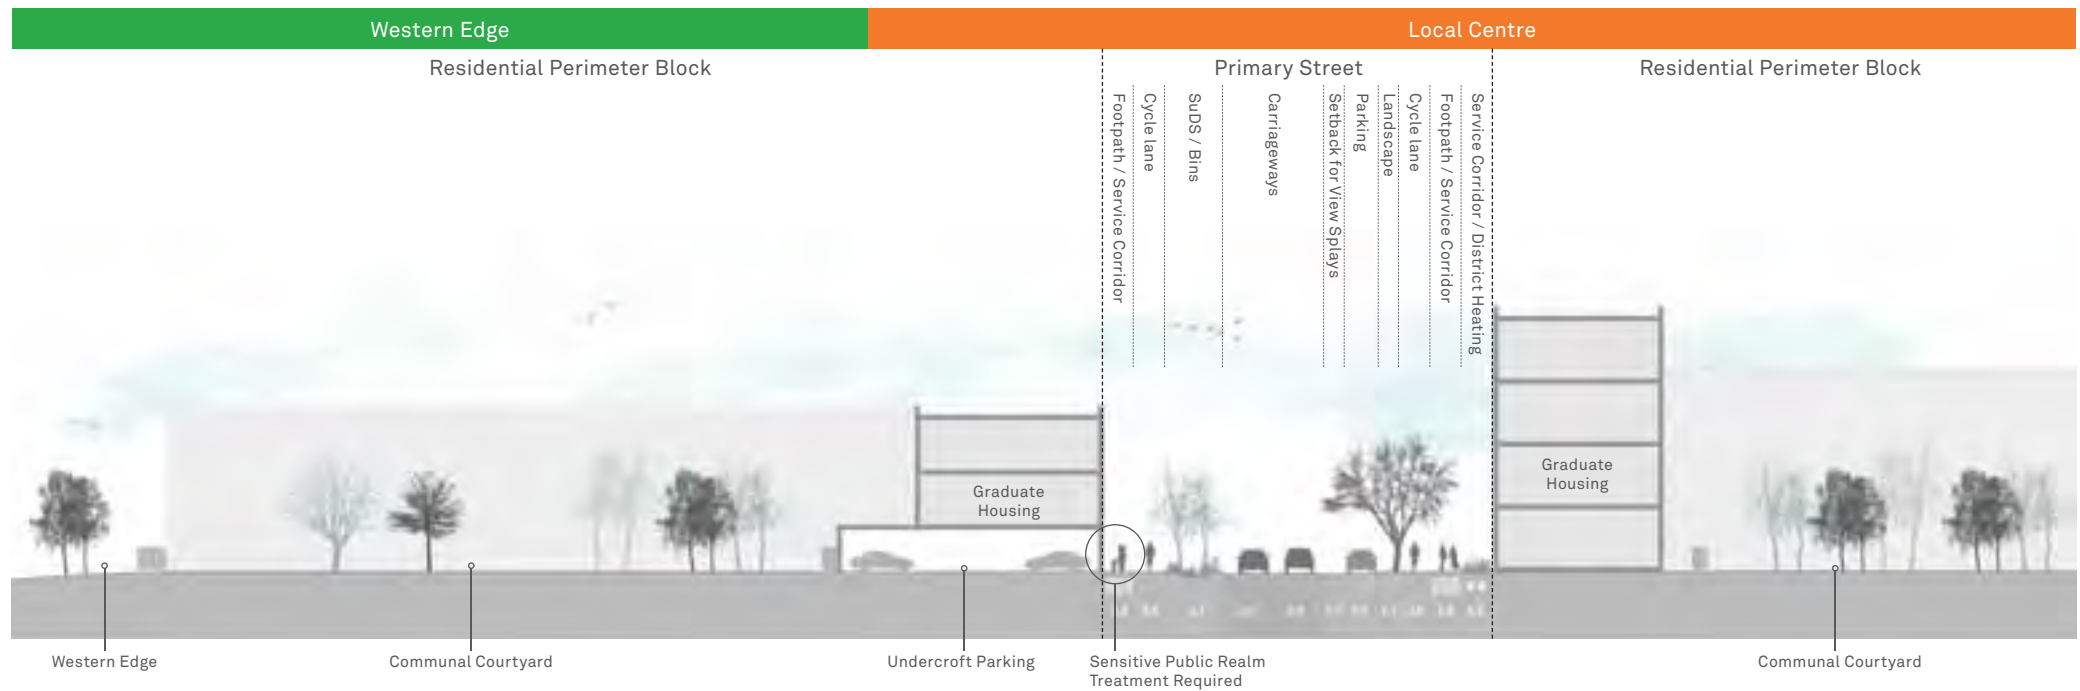 Western Edge
Local Centre
Residential Perimeter Block
Primary Street
Residential Perimeter Block
Footpath / Service Corridor
Cycle lane
SuDS / Bins
Carriageways
Setback for View Splays
Parking
Landscape
Cycle lane
Footpath / Service Corridor
Service Corridor / District Heating
Graduate
Housing
Graduate
Housing
Western Edge
Communal Courtyard
Undercroft Parking
Sensitive Public Realm
Treatment Required
Communal Courtyard